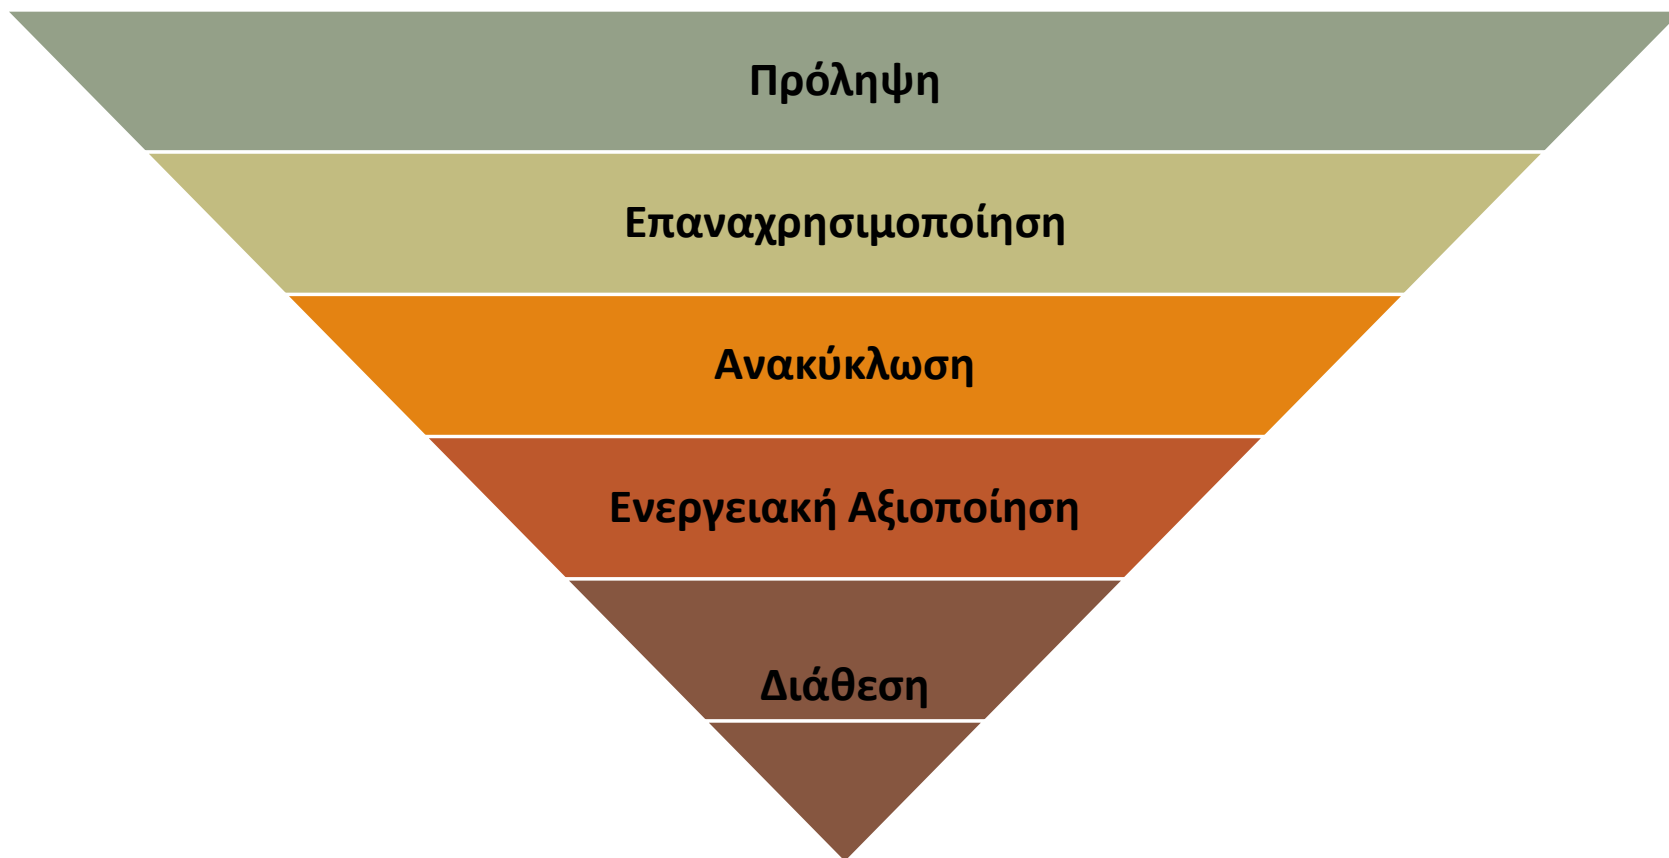 Πρόληψη
Επαναχρησιμοποίηση
Ανακύκλωση
Ενεργειακή Αξιοποίηση
Διάθεση